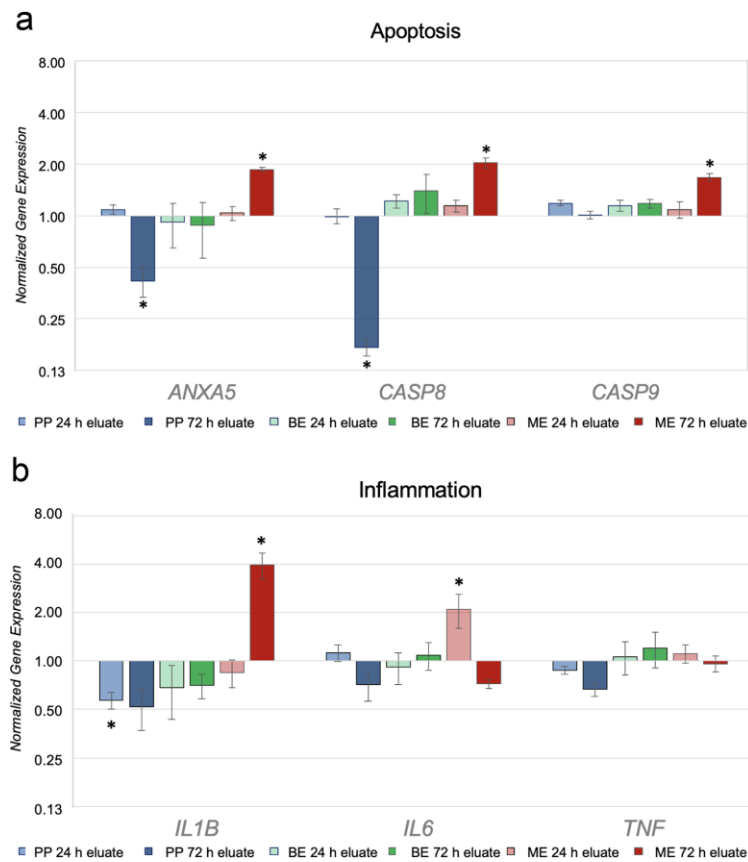 a
Apoptosis
Normalized Gene Expression
8.00
4.00
2.00
1.00
0.50
0.25
0.13
* * * * *
ANXA5 CASP8 CASP9
PP 24 h eluate PP 72 h eluate BE 24 h eluate BE 72 h eluate ME 24 h eluate ME 72 h eluate
b
Inflammation
Normalized Gene Expression
8.00
4.00
2.00
1.00
0.50
0.25
0.13
* * *
IL1B IL6 TNF
PP 24 h eluate PP 72 h eluate BE 24 h eluate BE 72 h eluate ME 24 h eluate ME 72 h eluate